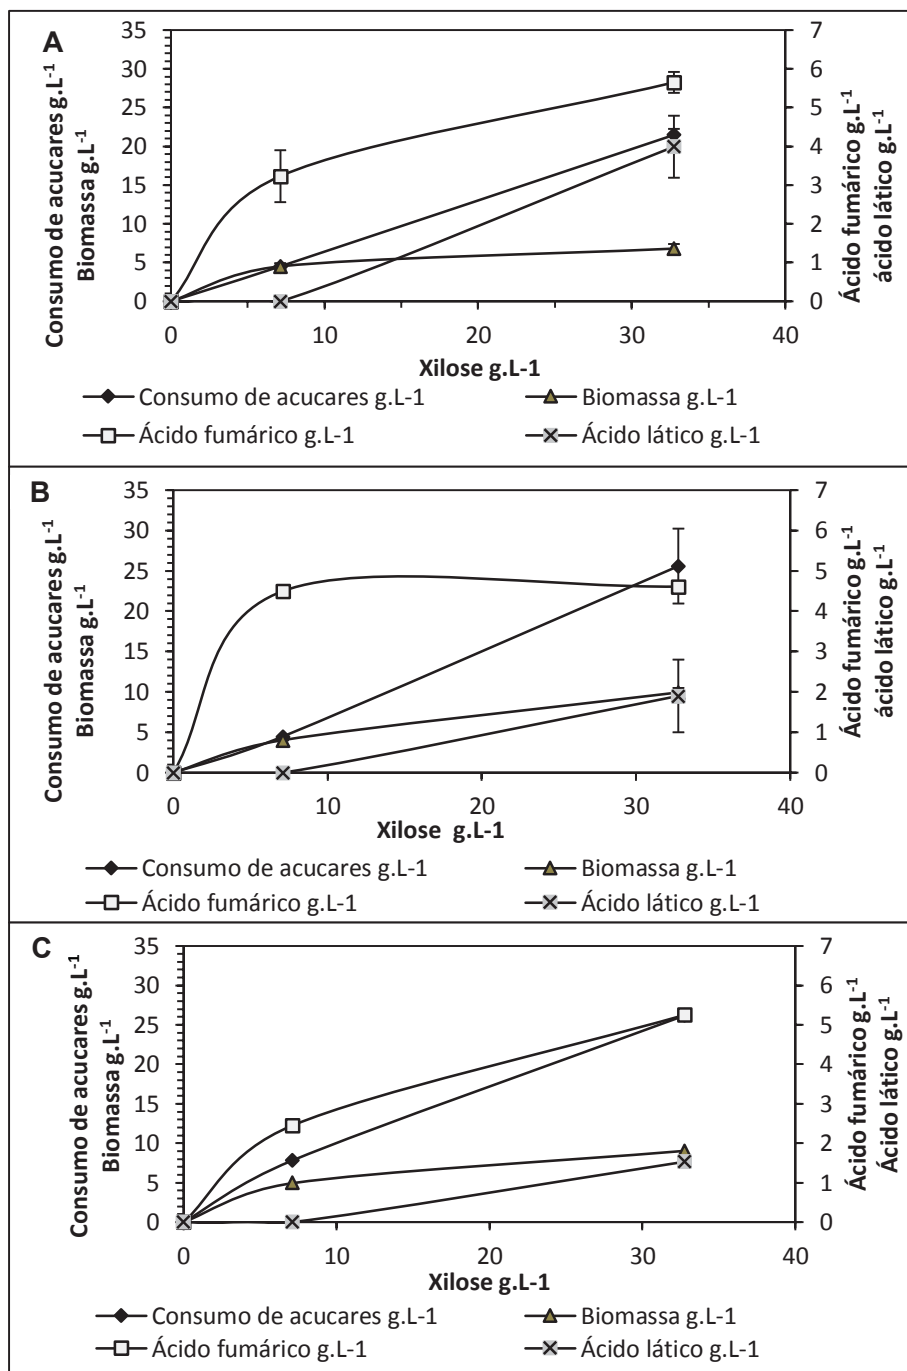 A
Consumo de acucares g.L-1
Biomassa g.L-1
35
30
25
20
15
10
5
0
7
6
5
4
3
2
1
0
Ácido fumárico g.L-1
ácido lático g.L-1
0 10 20 30 40
Xilose g.L-1
Consumo de acucares g.L-1 Biomassa g.L-1
Ácido fumárico g.L-1 Ácido lático g.L-1
B
Consumo de acucares g.L-1
Biomassa g.L-1
35
30
25
20
15
10
5
0
7
6
5
4
3
2
1
0
Ácido fumárico g.L-1
ácido lático g.L-1
0 10 20 30 40
Xilose g.L-1
Consumo de acucares g.L-1 Biomassa g.L-1
Ácido fumárico g.L-1 Ácido lático g.L-1
C
Consumo de acucares g.L-1
Biomassa g.L-1
35
30
25
20
15
10
5
0
7
6
5
4
3
2
1
0
Ácido fumárico g.L-1
Ácido lático g.L-1
0 10 20 30 40
Xilose g.L-1
Consumo de acucares g.L-1 Biomassa g.L-1
Ácido fumárico g.L-1 Ácido lático g.L-1